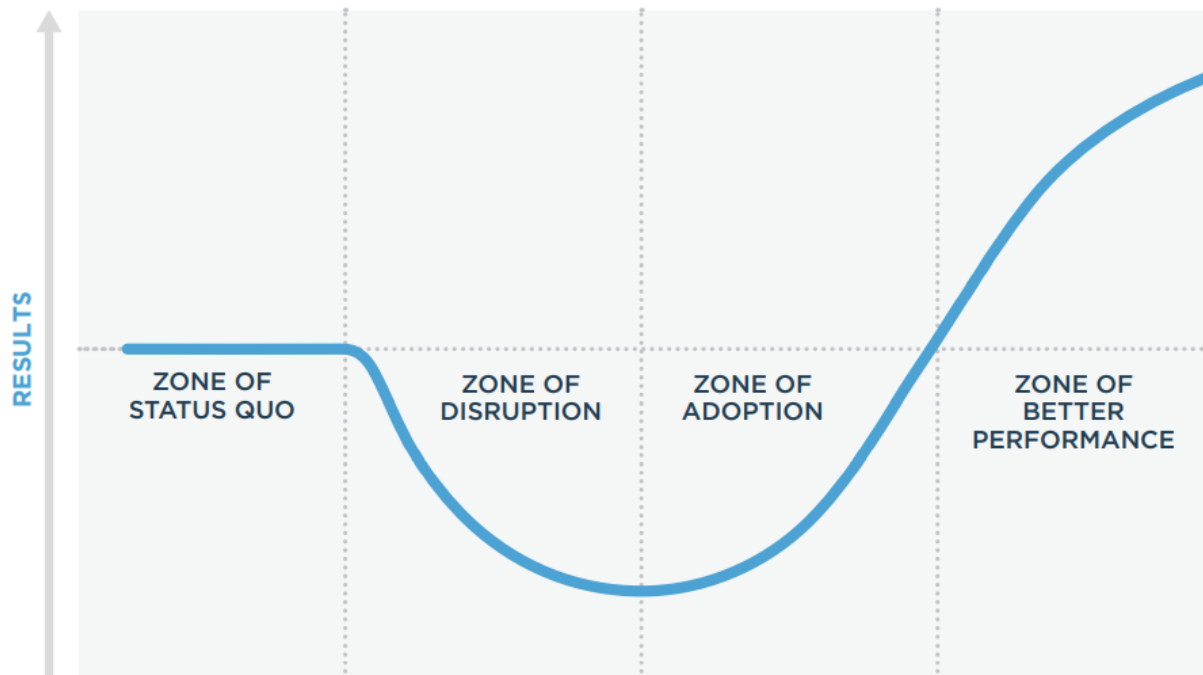 RESULTS
ZONE OF
STATUS QUO
ZONE OF
DISRUPTION
ZONE OF
ADOPTION
ZONE OF
BETTER
PERFORMANCE